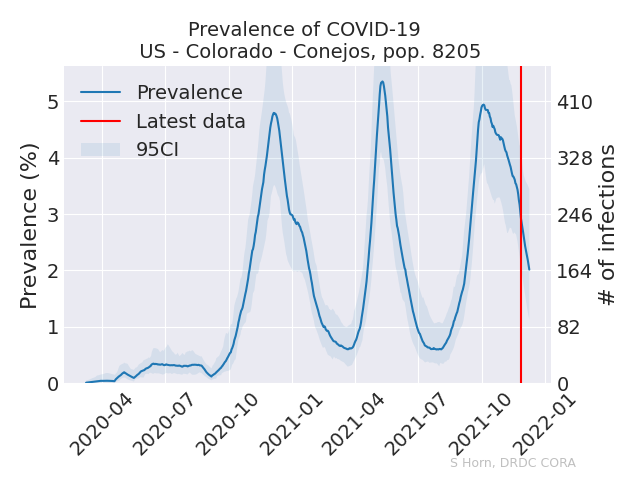 Prevalence of COVID-19
US - Colorado - Conejos, pop. 8205
Prevalence
Latest data
95CI
Prevalence (%)
5
4
3
2
1
0
# of infections
410
328
246
164
82
0
2020-04
2020-07
2020-10
2021-01
2021-04
2021-07
2021-10
2022-01
S Horn, DRDC CORA